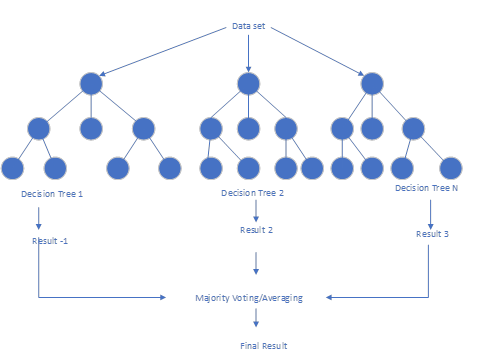 Data set
Decision Tree 1
Decision Tree 2
Decision Tree N
Result -1
Result 2
Result 3
Majority Voting/Averaging
Final Result